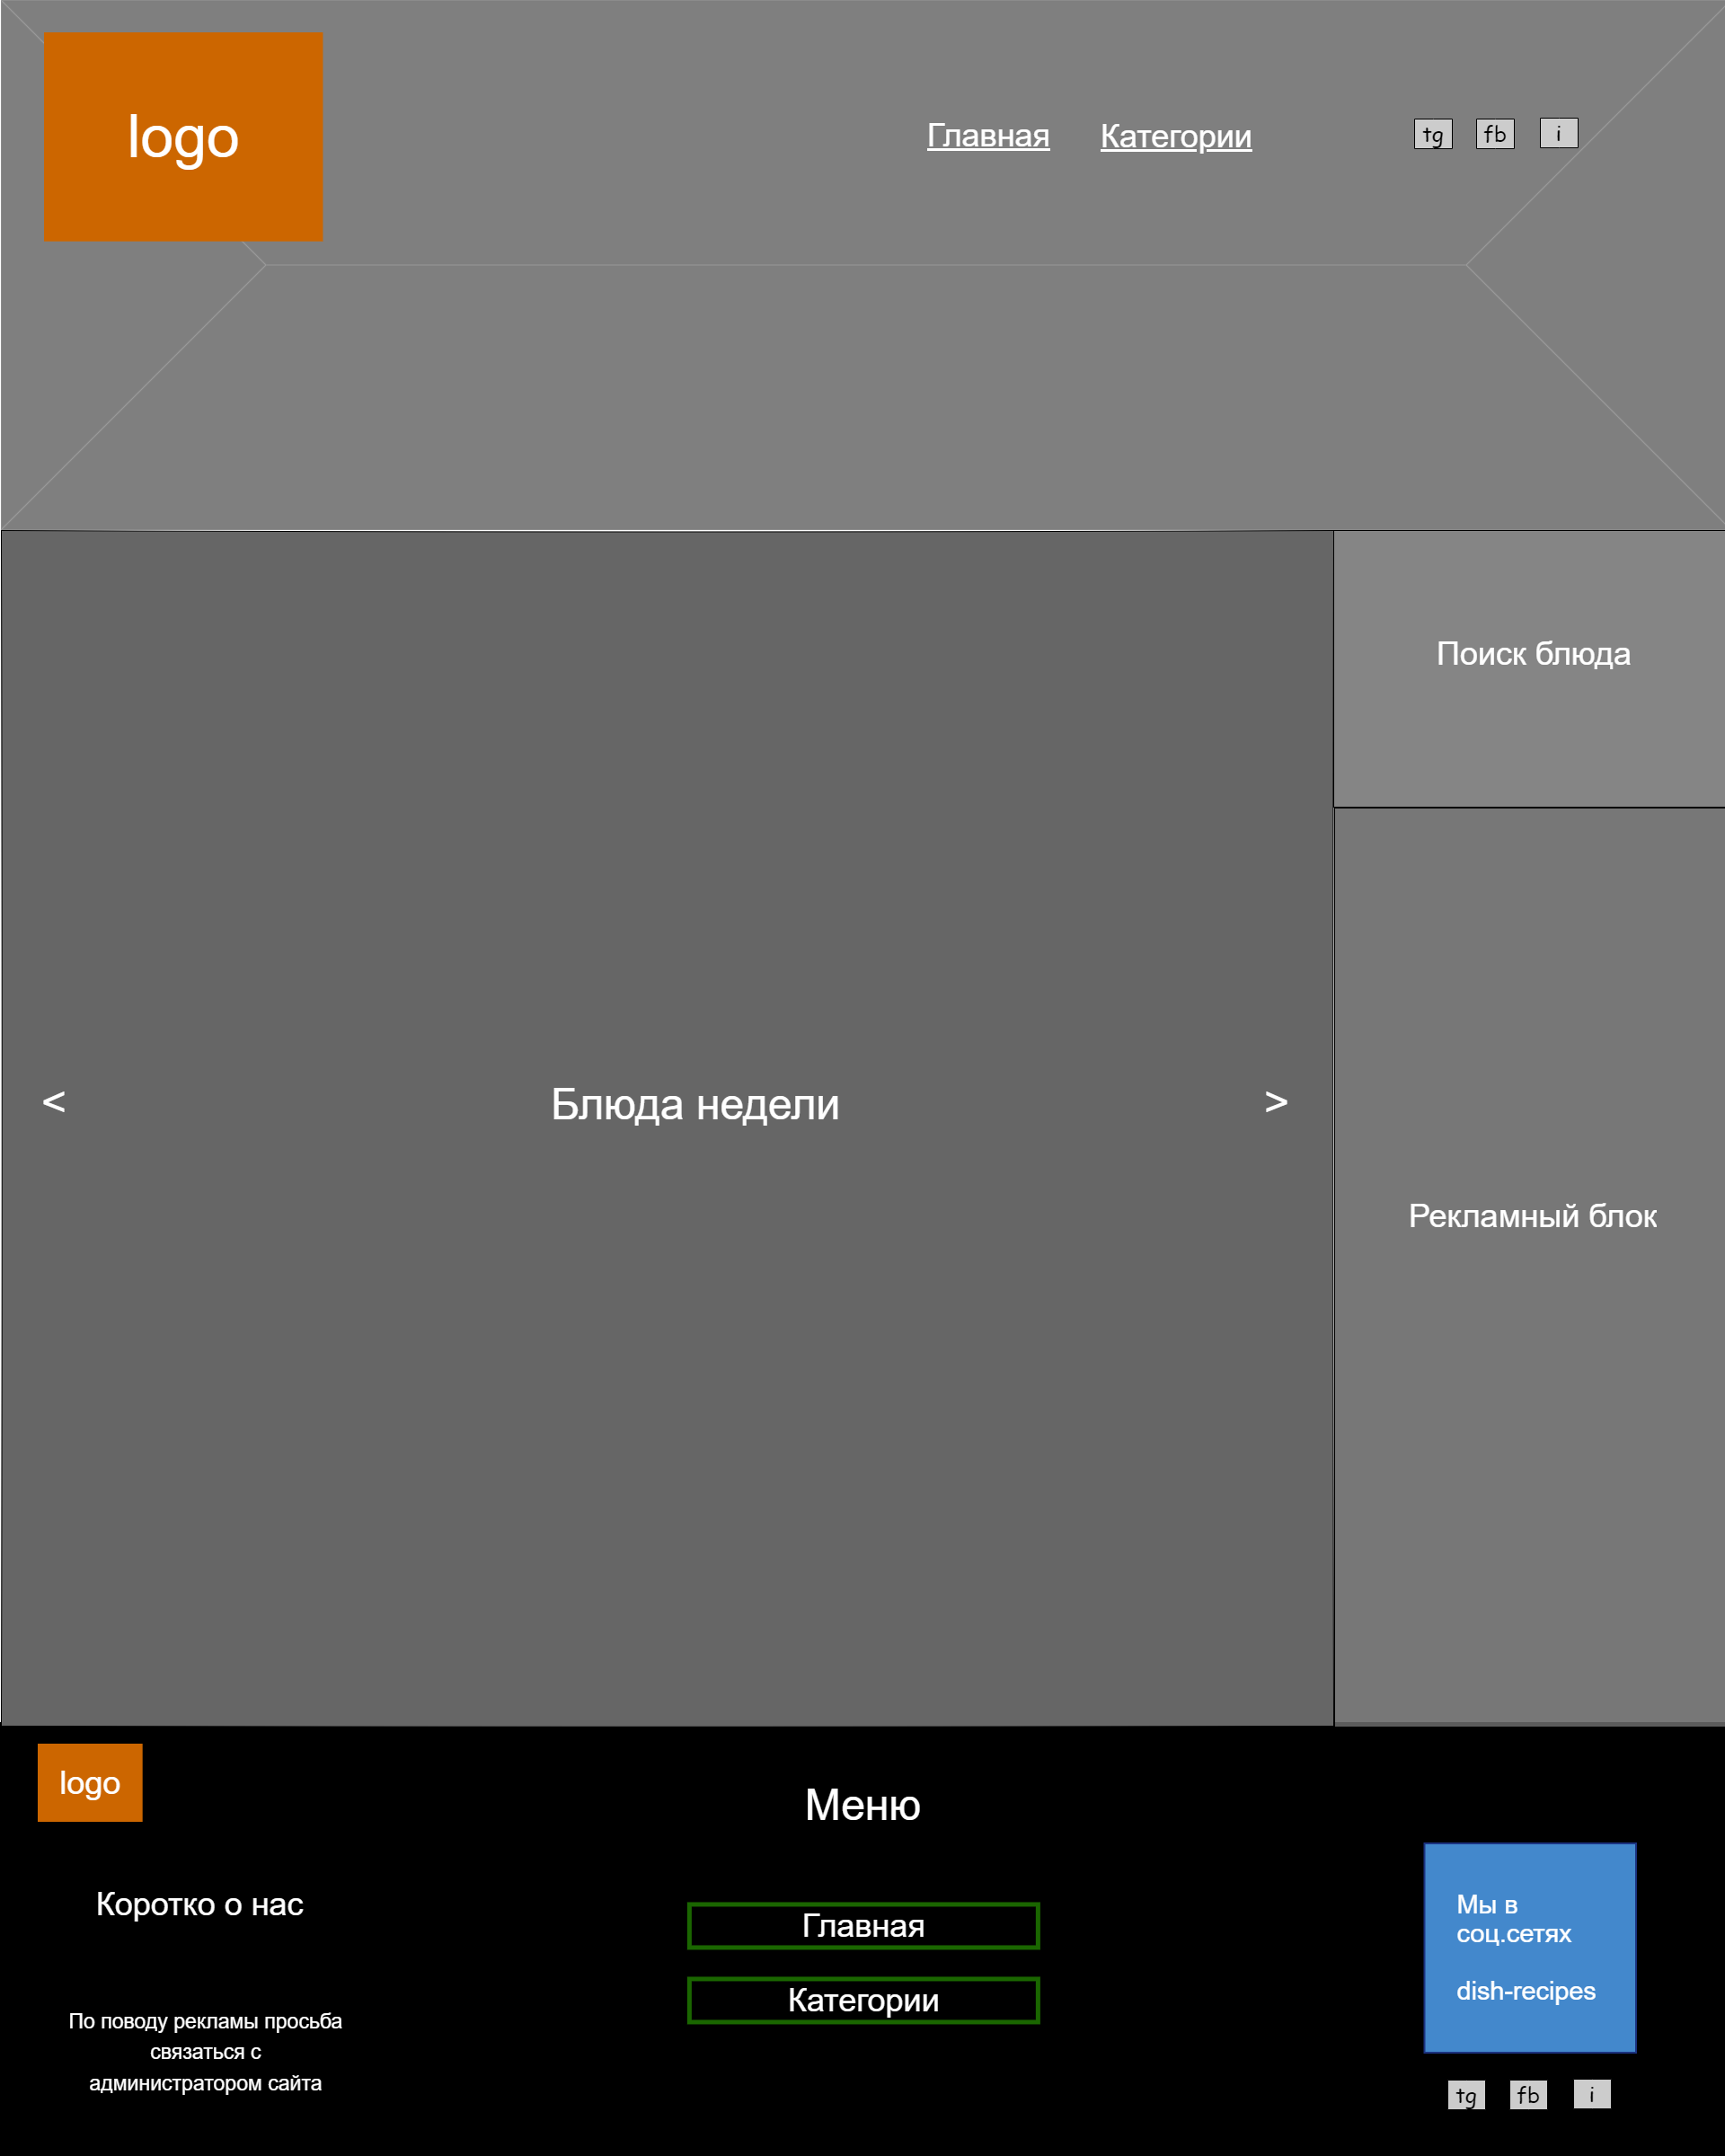 logo
Главная
Категории
tg
fb
i
Поиск блюда
<
Блюда недели
>
Рекламный блок
logo
Коротко о нас
По поводу рекламы просьба
связаться с
администратором сайта
Меню
Главная
Категории
Мы в
соц.сетях
dish-recipes
tg
fb
i